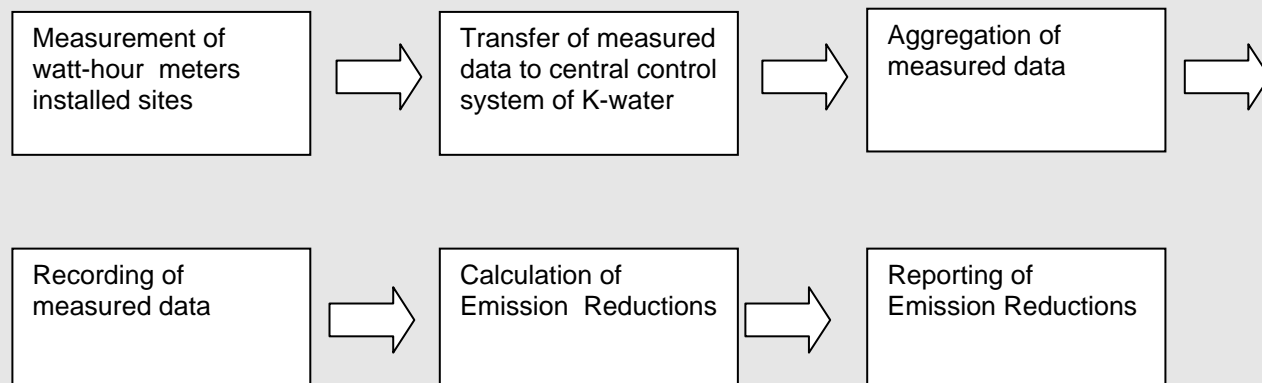 Measurement of
watt-hour meters
installed sites
Transfer of measured
data to central control
system of K-water
Aggregation of
measured data
Recording of
measured data
Calculation of
Emission Reductions
Reporting of
Emission Reductions